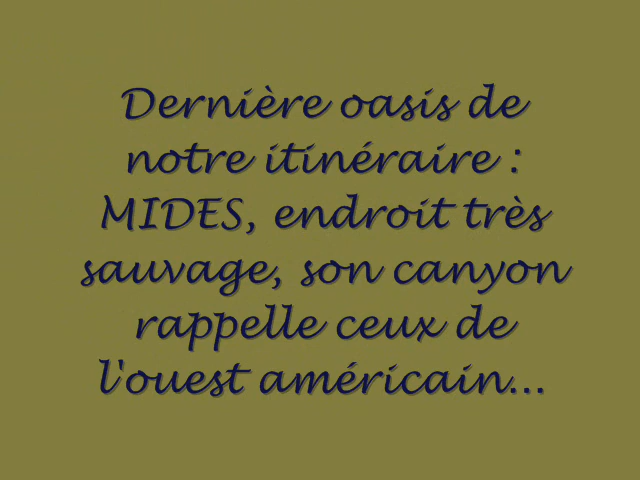 Dernière oasis de
notre itinéraire :
MIDES, endroit très
sauvage, son canyon
rappelle ceux de
l'ouest américain...